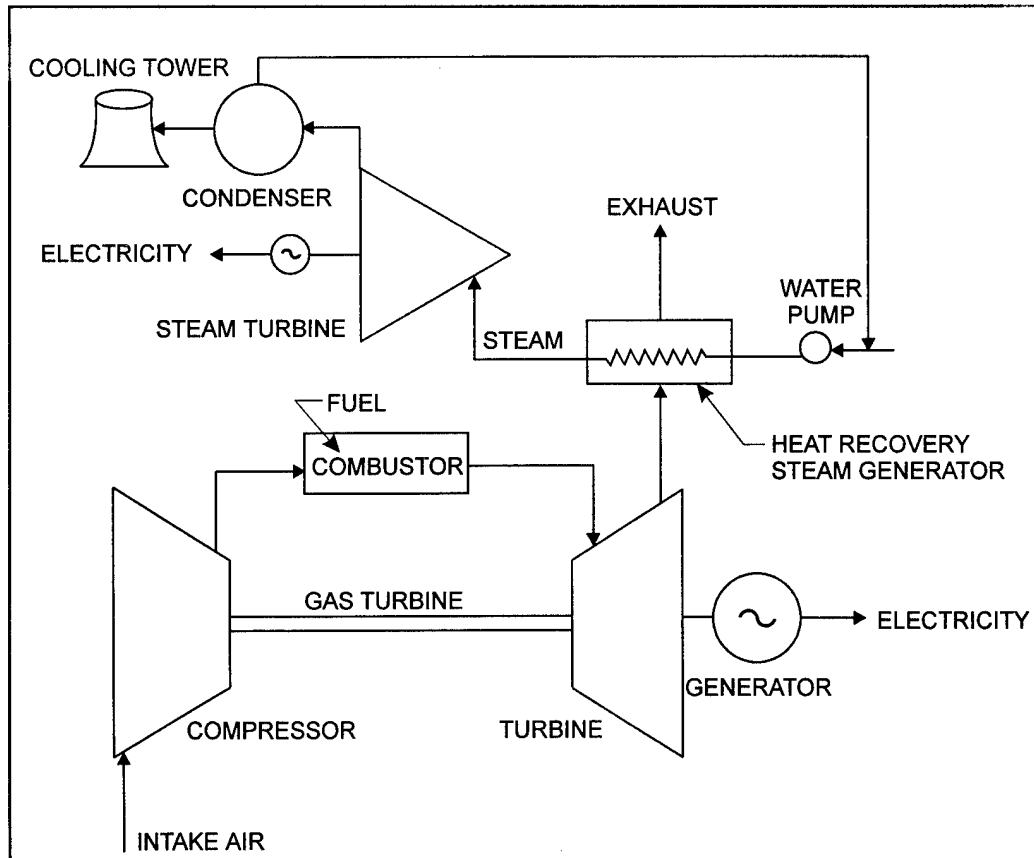 COOLING TOWER
CONDENSER
EXHAUST
ELECTRICITY
WATER
PUMP
STEAM TURBINE
STEAM
FUEL
COMBUSTOR
HEAT RECOVERY
STEAM GENERATOR
GAS TURBINE
ELECTRICITY
GENERATOR
COMPRESSOR
TURBINE
INTAKE AIR